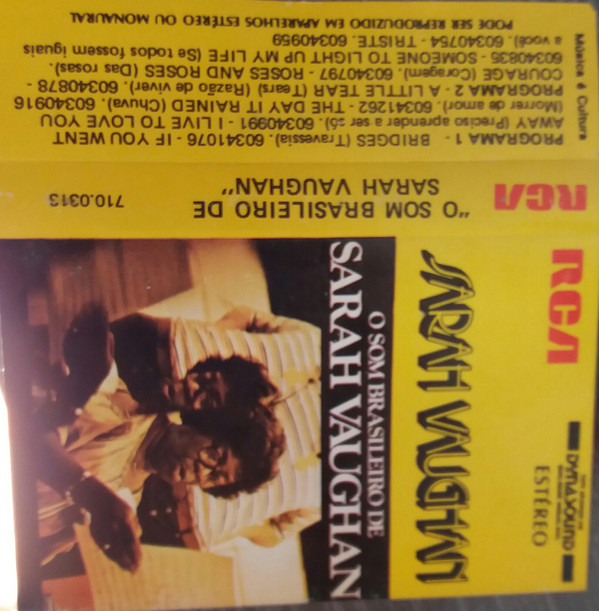 PROGRAMA 1 - BRIDGES (Travessia). 60341076 - IF YOU WENT
AWAY (Preciso aprender a ser só). 60340991 - I LIVE TO LOVE YOU
(Morrer de amor). 60341262 - THE DAY IT RAINED (Chuva). 60340916
PROGRAMA 2 - A LITTLE TEAR (tears) (Razão de viver). 60340878 -
COURAGE (Coragem). 60340797 - ROSES AND ROSES (Das rosas).
60340835 - SOMEONE TO LIGHT UP MY LIFE (Se todos fossem iguais
a você). 60340754 - TRISTE. 60340959
PODE SER REPRODUZIDO EM APARELHOS ESTÉREO OU MONAURAL
Música é Cultura
RCA
"O SOM BRASILEIRO DE
SARAH VAUGHAN"
710.0313
RCA
DYNASOUND
ESTÉREO
SARAH VAUGHAN
O SOM BRASILEIRO DE
SARAH VAUGHAN